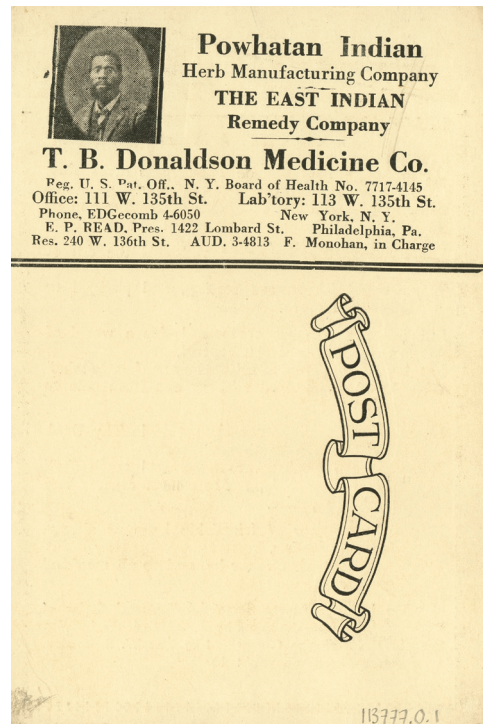 Powhatan Indian
Herb Manufacturing Company
THE EAST INDIAN
Remedy Company
T. B. Donaldson Medicine Co.
Reg. U. S. Pat. Off., N. Y. Board of Health No. 7717-4145
Office: 111 W. 135th St. Lab'tory: 113 W. 135th St.
Phone, EDGecomb 4-6050 New York, N. Y.
E. P. READ, Pres. 1422 Lombard St. Philadelphia, Pa.
Res. 240 W. 136th St. AUD. 3-4813 F. Monohan, in Charge
POST CARD
113777.O.1